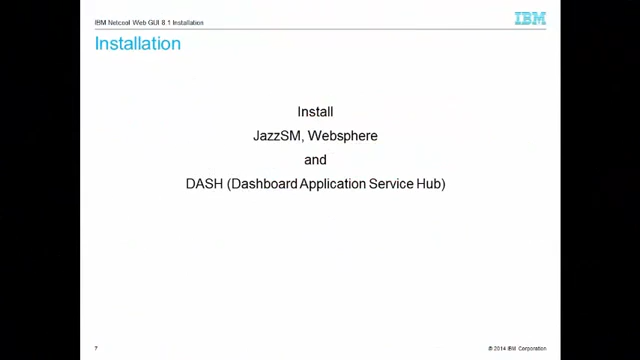 IBM Netcool Web GUI 8.1 Installation
IBM
Installation
Install
JazzSM, Websphere
and
DASH (Dashboard Application Service Hub)
7
© 2014 IBM Corporation